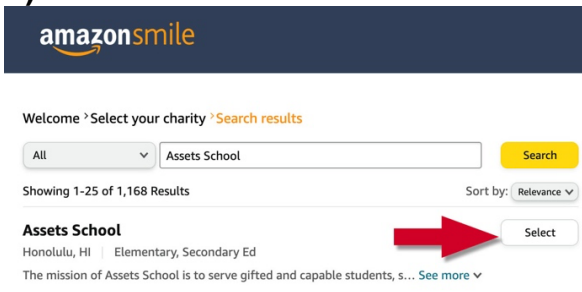 amazonsmile
Welcome > Select your charity > Search results
All Assets School Search
Showing 1-25 of 1,168 Results Sort by: Relevance
Assets School Select
Honolulu, HI | Elementary, Secondary Ed
The mission of Assets School is to serve gifted and capable students, s... See more